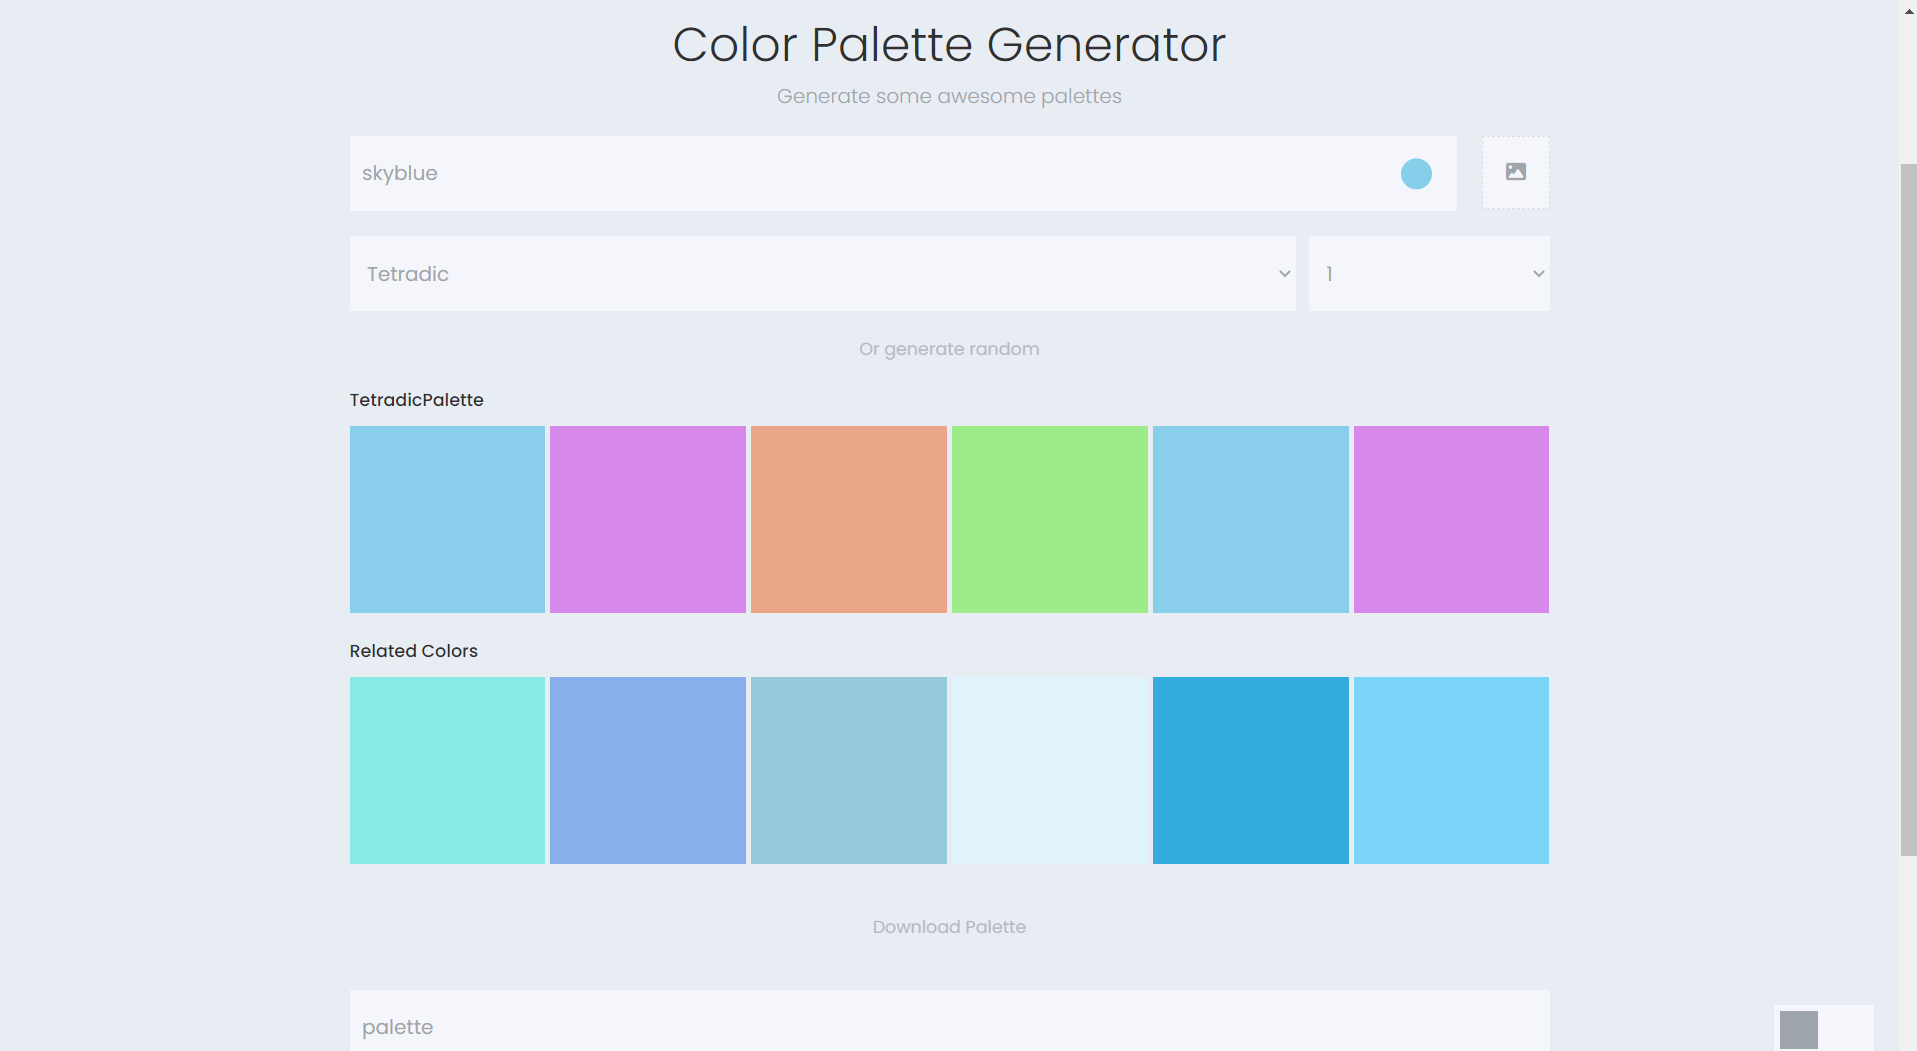 Color Palette Generator
Generate some awesome palettes
skyblue
Tetradic
1
Or generate random
TetradicPalette
Related Colors
Download Palette
palette